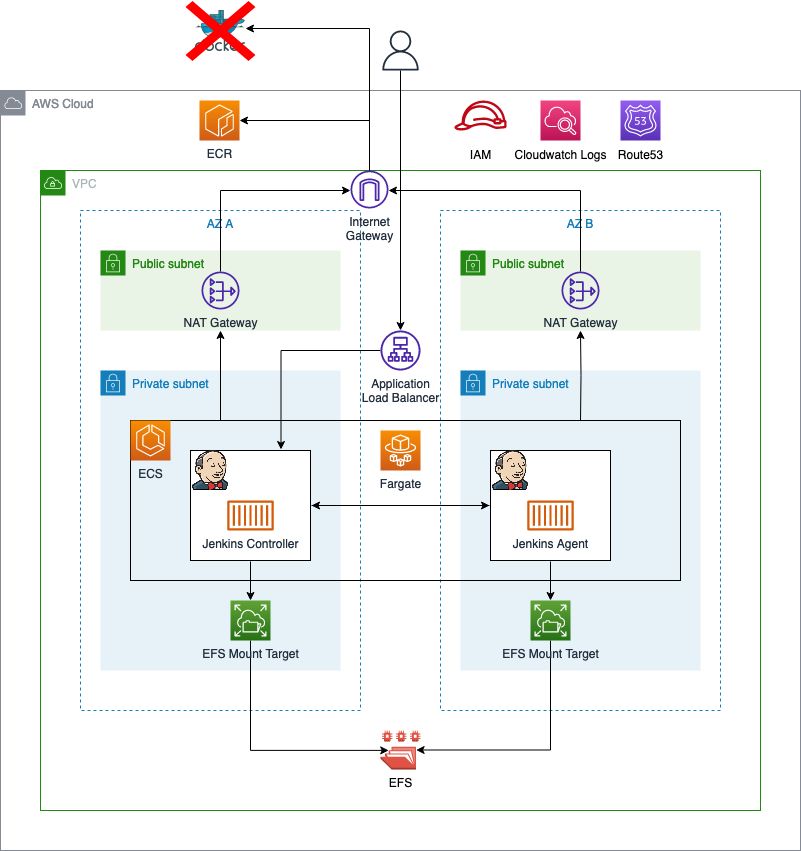 docker
AWS Cloud
ECR
IAM
Cloudwatch Logs
53
Route53
VPC
Internet
Gateway
AZ A
AZ B
Public subnet
Public subnet
NAT Gateway
NAT Gateway
Private subnet
Application
Load Balancer
Private subnet
ECS
Fargate
Jenkins Controller
Jenkins Agent
EFS Mount Target
EFS Mount Target
EFS